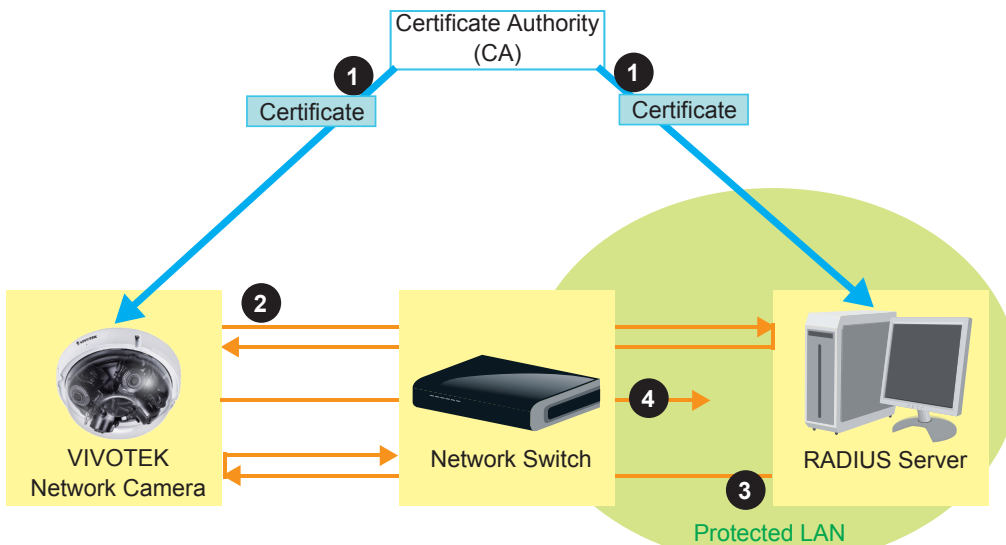 Certificate Authority
(CA)
1
1
Certificate
Certificate
2
VIVOTEK
4
VIVOTEK
Network Camera
Network Switch
RADIUS Server
3
Protected LAN